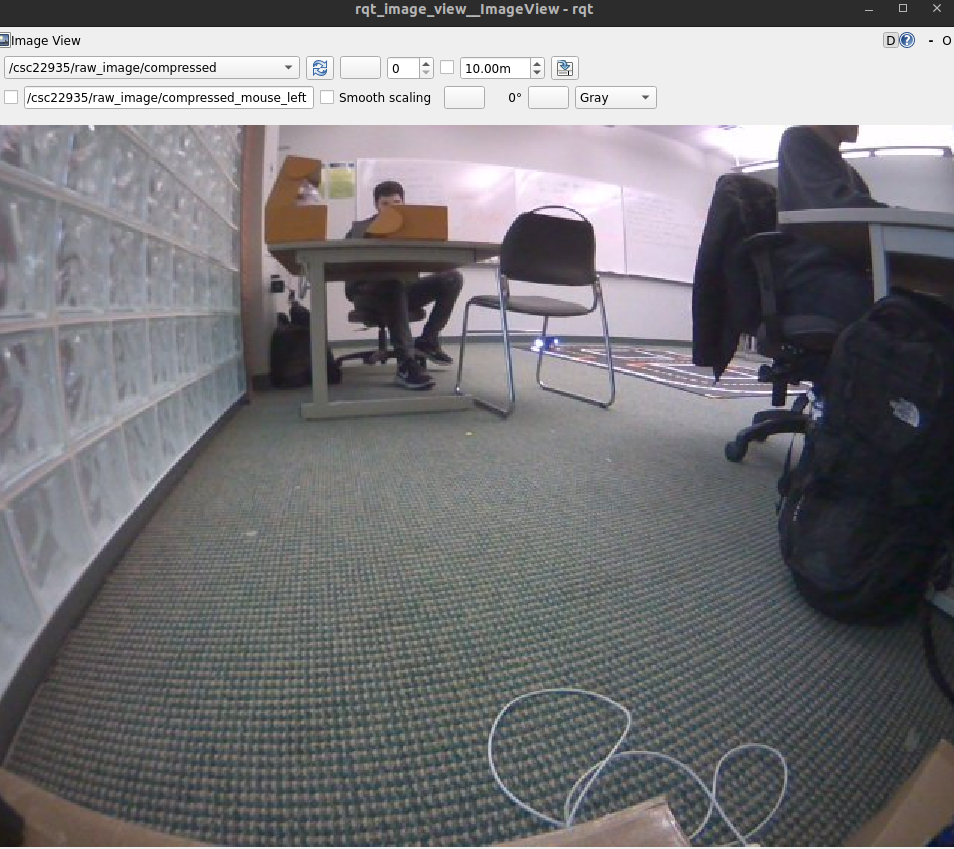 rqt_image_view__ImageView - rqt
Image View
D
- O
/csc22935/raw_image/compressed
0
10.00m
/csc22935/raw_image/compressed_mouse_left
Smooth scaling
0°
Gray